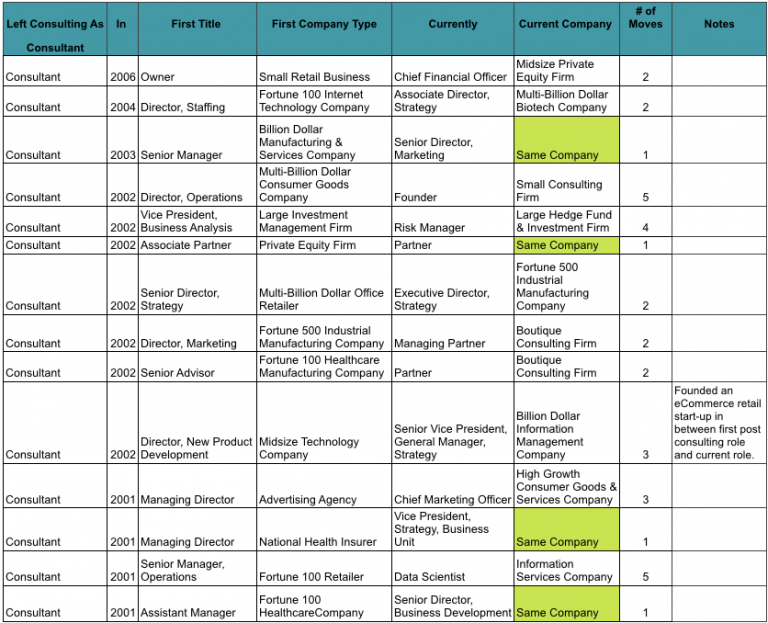 Left Consulting As
Consultant
In
First Title
First Company Type
Currently
Current Company
# of
Moves
Notes
Consultant
2006
Owner
Small Retail Business
Chief Financial Officer
Midsize Private
Equity Firm
2
Consultant
2004
Director, Staffing
Fortune 100 Internet
Technology Company
Associate Director,
Strategy
Multi-Billion Dollar
Biotech Company
2
Consultant
2003
Senior Manager
Billion Dollar
Manufacturing &
Services Company
Senior Director,
Marketing
Same Company
1
Consultant
2002
Director, Operations
Multi-Billion Dollar
Consumer Goods
Company
Founder
Small Consulting
Firm
5
Consultant
2002
Vice President,
Business Analysis
Large Investment
Management Firm
Risk Manager
Large Hedge Fund
& Investment Firm
4
Consultant
2002
Associate Partner
Private Equity Firm
Partner
Same Company
1
Consultant
2002
Senior Director,
Strategy
Multi-Billion Dollar Office
Retailer
Executive Director,
Strategy
Fortune 500
Industrial
Manufacturing
Company
2
Consultant
2002
Director, Marketing
Fortune 500 Industrial
Manufacturing Company
Managing Partner
Boutique
Consulting Firm
2
Consultant
2002
Senior Advisor
Fortune 100 Healthcare
Manufacturing Company
Partner
Boutique
Consulting Firm
2
Consultant
2002
Director, New Product
Development
Midsize Technology
Company
Senior Vice President,
General Manager,
Strategy
Billion Dollar
Information
Management
Company
3
Founded an
eCommerce retail
start-up in
between first post
consulting role
and current role.
Consultant
2001
Managing Director
Advertising Agency
Chief Marketing Officer
High Growth
Consumer Goods &
Services Company
3
Consultant
2001
Managing Director
National Health Insurer
Vice President,
Strategy, Business
Unit
Same Company
1
Consultant
2001
Senior Manager,
Operations
Fortune 100 Retailer
Data Scientist
Information
Services Company
5
Consultant
2001
Assistant Manager
Fortune 100
HealthcareCompany
Senior Director,
Business Development
Same Company
1